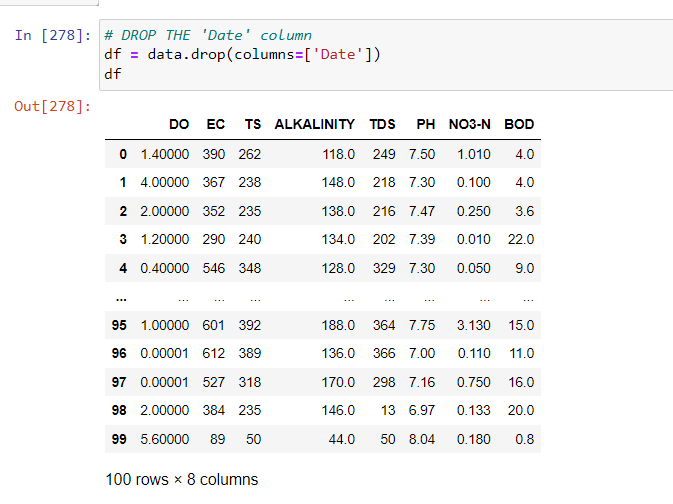 In [278]: # DROP THE 'Date' column
df = data.drop(columns=['Date'])
df
Out[278]:
DO EC TS ALKALINITY TDS PH NO3-N BOD
0 1.40000 390 262 118.0 249 7.50 1.010 4.0
1 4.00000 367 238 148.0 218 7.30 0.100 4.0
2 2.00000 352 235 138.0 216 7.47 0.250 3.6
3 1.20000 290 240 134.0 202 7.39 0.010 22.0
4 0.40000 546 348 128.0 329 7.30 0.050 9.0
... ... ... ... ... ... ... ... ...
95 1.00000 601 392 188.0 364 7.75 3.130 15.0
96 0.00001 612 389 136.0 366 7.00 0.110 11.0
97 0.00001 527 318 170.0 298 7.16 0.750 16.0
98 2.00000 384 235 146.0 13 6.97 0.133 20.0
99 5.60000 89 50 44.0 50 8.04 0.180 0.8
100 rows × 8 columns